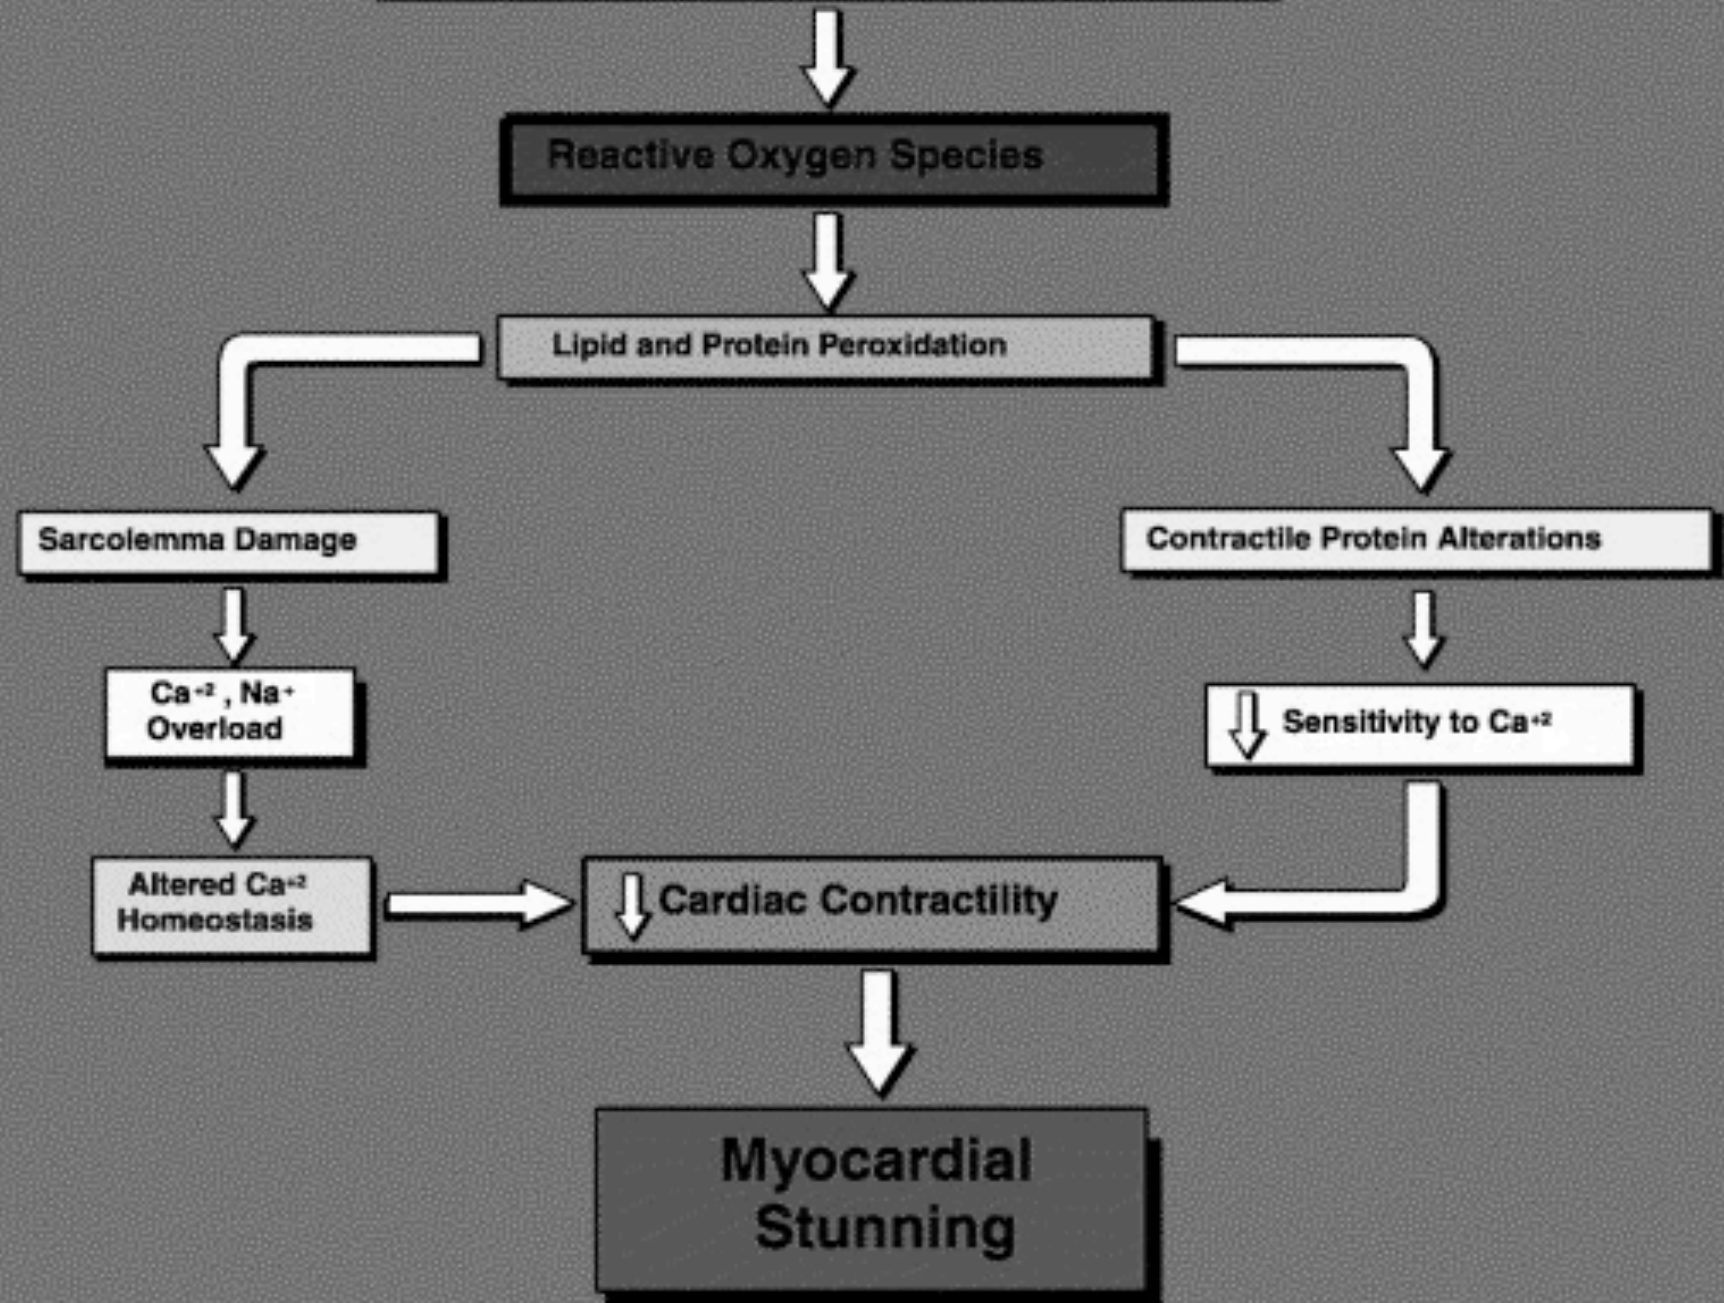 Reactive Oxygen Species
Lipid and Protein Peroxidation
Sarcolemma Damage
Contractile Protein Alterations
Ca+2 , Na+
Overload
Sensitivity to Ca+2
Altered Ca+2
Homeostasis
Cardiac Contractility
Myocardial
Stunning